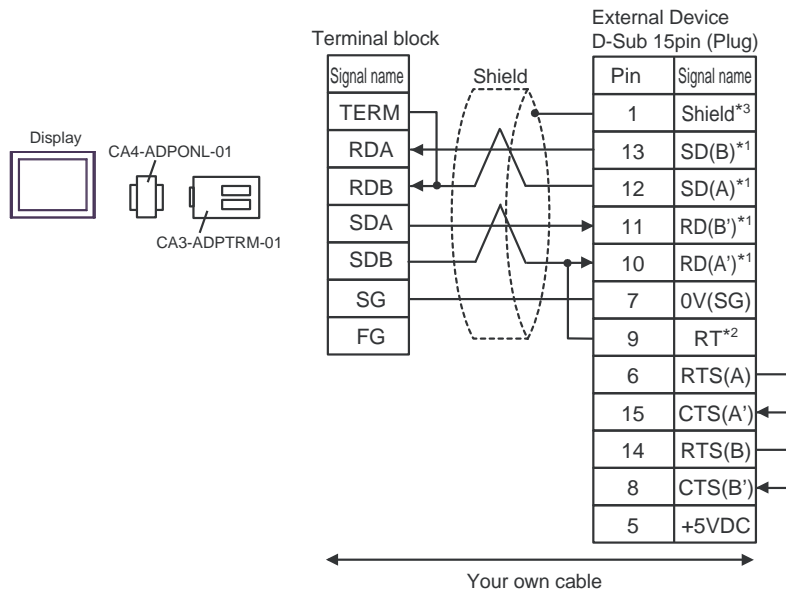 External Device
D-Sub 15pin (Plug)
Terminal block
Signal name
Shield
Pin Signal name
TERM
1 Shield*3
RDA
13 SD(B)*1
RDB
12 SD(A)*1
SDA
11 RD(B’)*1
SDB
10 RD(A’)*1
SG
7 0V(SG)
FG
9 RT*2
6 RTS(A)
15 CTS(A’)
14 RTS(B)
8 CTS(B’)
5 +5VDC
Display
CA4-ADPONL-01
CA3-ADPTRM-01
Your own cable